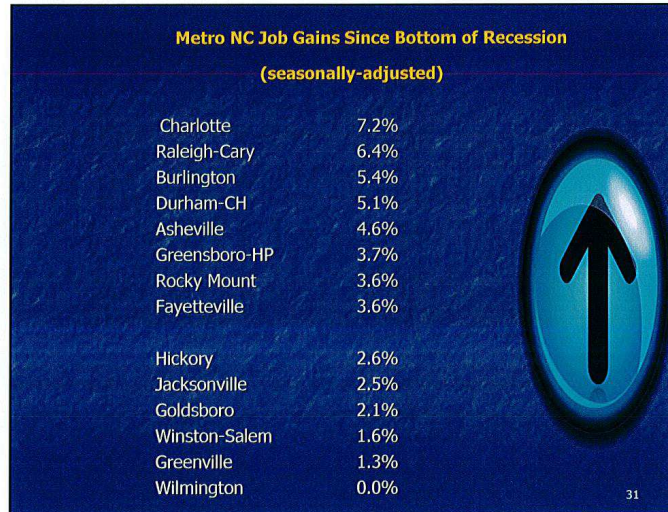 Metro NC Job Gains Since Bottom of Recession
(seasonally-adjusted)
Charlotte 7.2%
Raleigh-Cary 6.4%
Burlington 5.4%
Durham-CH 5.1%
Asheville 4.6%
Greensboro-HP 3.7%
Rocky Mount 3.6%
Fayetteville 3.6%
Hickory 2.6%
Jacksonville 2.5%
Goldsboro 2.1%
Winston-Salem 1.6%
Greenville 1.3%
Wilmington 0.0%
31